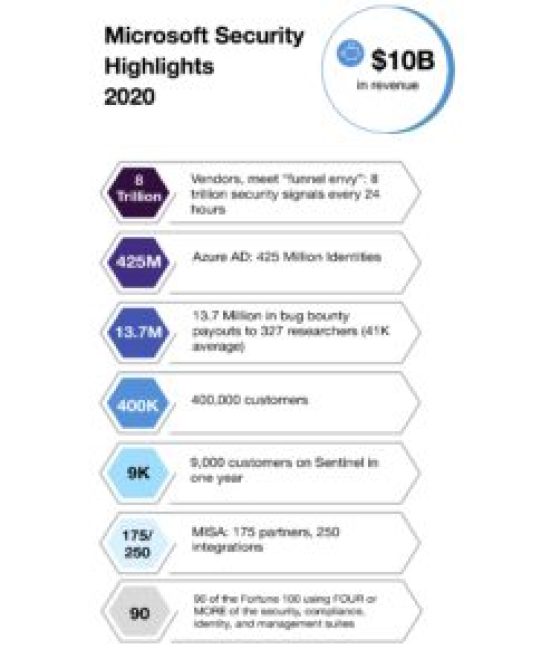 Microsoft Security
Highlights
2020
$10B
in revenue
8
Trillion
Vendors, meet "funnel envy": 8
trillion security signals every 24
hours
425M
Azure AD: 425 Million Identities
13.7M
13.7 Million in bug bounty
payouts to 327 researchers (41K
average)
400K
400,000 customers
9K
9,000 customers on Sentinel in
one year
175/
250
MISA: 175 partners, 250
integrations
90
90 of the Fortune 100 using FOUR or
MORE of the security, compliance,
identity, and management suites